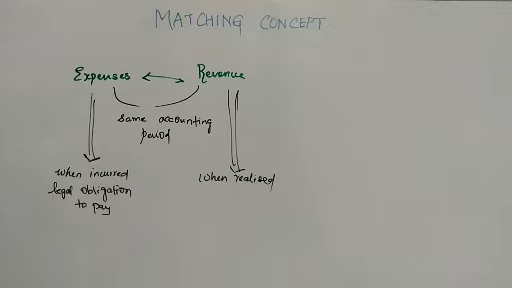 MATCHING CONCEPT
Expenses ↔ Revenue
same accounting
period
when incurred
legal obligation
to pay
when realised